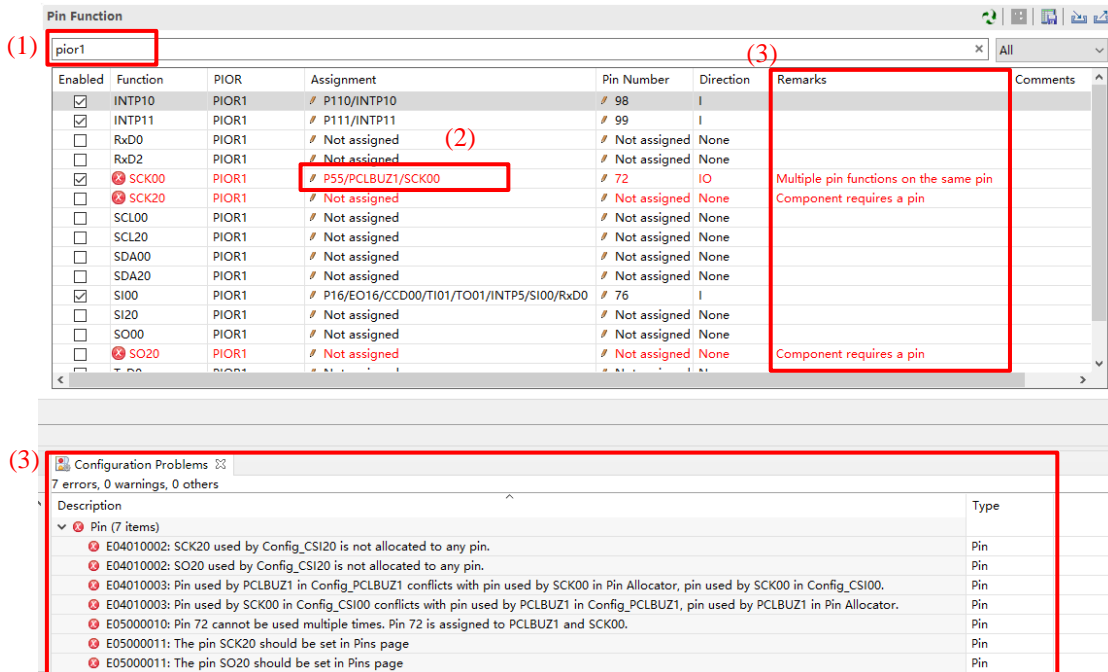 Pin Function
(1)
pior1
All
(3)
Enabled Function PIOR Assignment Pin Number Direction Remarks Comments
INTP10 PIOR1 P110/INTP10 98 I
INTP11 PIOR1 P111/INTP11 99 I
RxD0 PIOR1 Not assigned Not assigned None
(2)
RxD2 PIOR1 Not assigned Not assigned None
SCK00 PIOR1 P55/PCLBUZ1/SCK00 72 IO Multiple pin functions on the same pin
SCK20 PIOR1 Not assigned Not assigned None Component requires a pin
SCL00 PIOR1 Not assigned Not assigned None
SCL20 PIOR1 Not assigned Not assigned None
SDA00 PIOR1 Not assigned Not assigned None
SDA20 PIOR1 Not assigned Not assigned None
SI00 PIOR1 P16/EO16/CCD00/TI01/TO01/INTP5/SI00/RxD0 76 I
SI20 PIOR1 Not assigned Not assigned None
SO00 PIOR1 Not assigned Not assigned None
SO20 PIOR1 Not assigned Not assigned None Component requires a pin
(3)
Configuration Problems
7 errors, 0 warnings, 0 others
Description Type
Pin (7 items)
E04010002: SCK20 used by Config_CSI20 is not allocated to any pin. Pin
E04010002: SO20 used by Config_CSI20 is not allocated to any pin. Pin
E04010003: Pin used by PCLBUZ1 in Config_PCLBUZ1 conflicts with pin used by SCK00 in Pin Allocator, pin used by SCK00 in Config_CSI00. Pin
E04010003: Pin used by SCK00 in Config_CSI00 conflicts with pin used by PCLBUZ1 in Config_PCLBUZ1, pin used by PCLBUZ1 in Pin Allocator. Pin
E05000010: Pin 72 cannot be used multiple times. Pin 72 is assigned to PCLBUZ1 and SCK00. Pin
E05000011: The pin SCK20 should be set in Pins page Pin
E05000011: The pin SO20 should be set in Pins page Pin